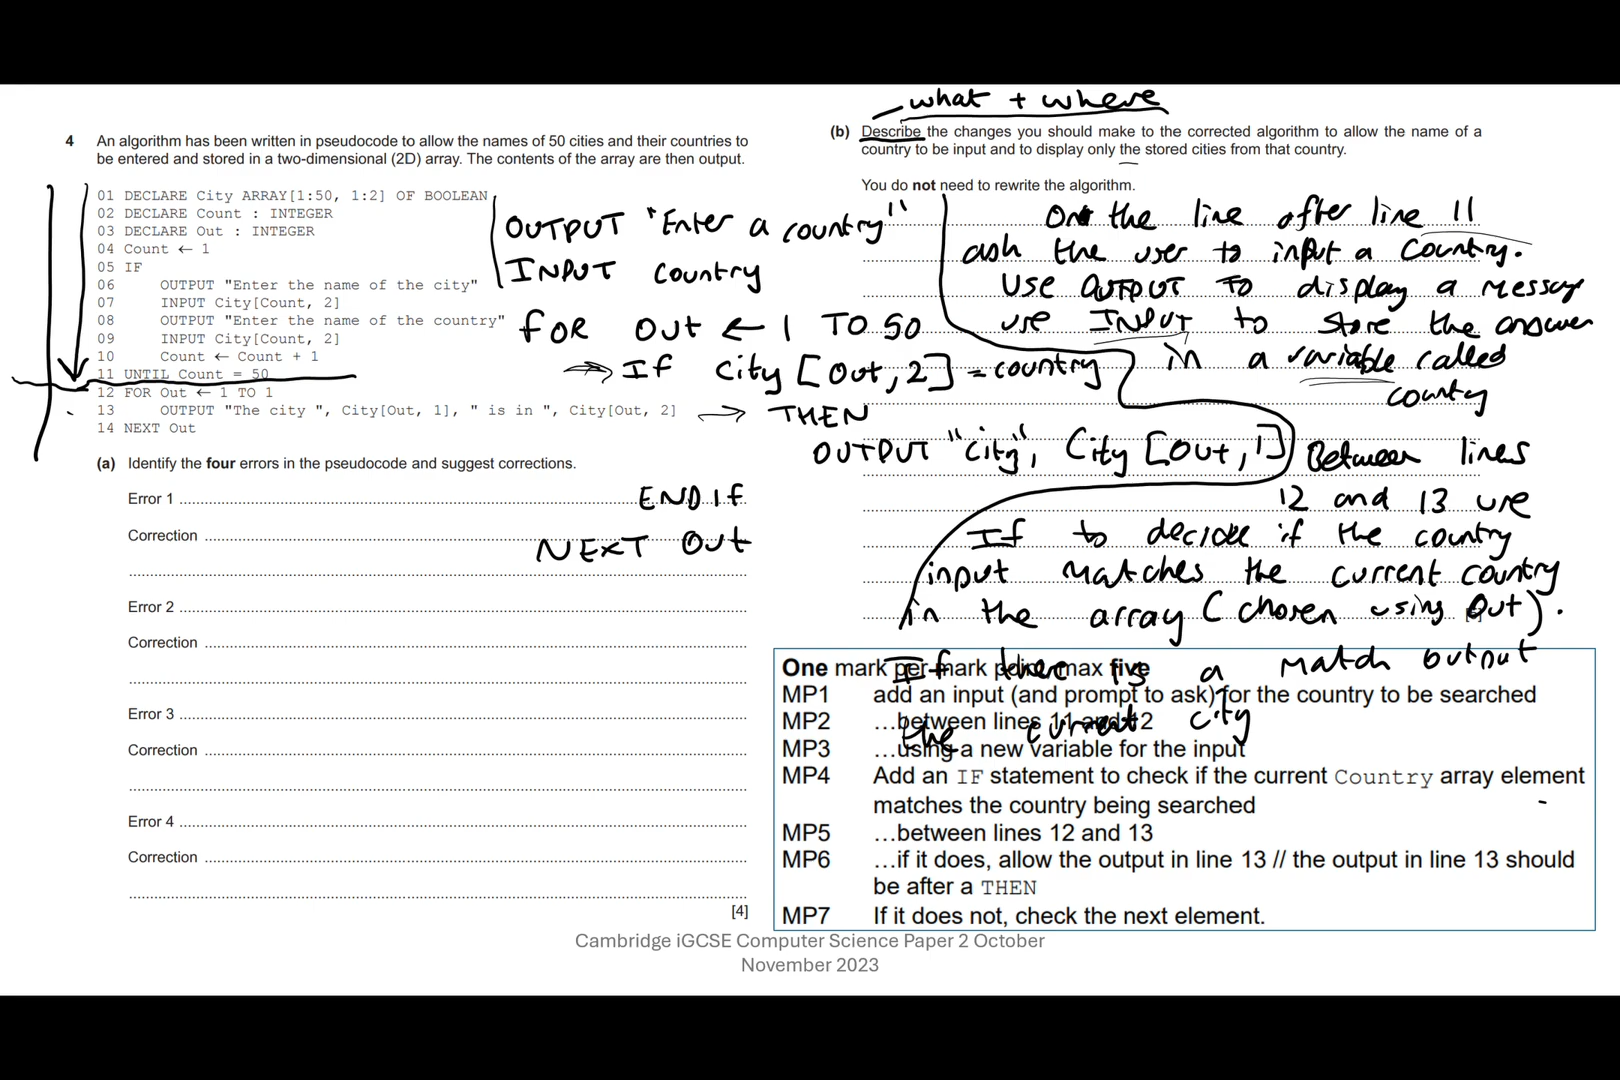 what + where
4 An algorithm has been written in pseudocode to allow the names of 50 cities and their countries to
be entered and stored in a two-dimensional (2D) array. The contents of the array are then output.
01 DECLARE City ARRAY[1:50, 1:2] OF BOOLEAN
02 DECLARE Count : INTEGER
03 DECLARE Out : INTEGER
04 Count ← 1
05 IF
06 OUTPUT "Enter the name of the city"
07 INPUT City[Count, 2]
08 OUTPUT "Enter the name of the country"
09 INPUT City[Count, 2]
10 Count ← Count + 1
11 UNTIL Count = 50
12 FOR Out ← 1 TO 1
13 OUTPUT "The city ", City[Out, 1], " is in ", City[Out, 2]
14 NEXT Out
OUTPUT "Enter a country"
INPUT country
FOR OUT ← 1 TO 50
If city [Out, 2] = country
THEN
OUTPUT "city", City [Out, 1]
END If
NEXT Out
(a) Identify the four errors in the pseudocode and suggest corrections.
Error 1
Correction
Error 2
Correction
Error 3
Correction
Error 4
Correction
[4]
(b) Describe the changes you should make to the corrected algorithm to allow the name of a
country to be input and to display only the stored cities from that country.
You do not need to rewrite the algorithm.
On the line after line 11
ask the user to input a country.
Use OUTPUT to display a message
use INPUT to store the answer
in a variable called
country
Between lines
12 and 13 use
If to decide if the country
input matches the current country
in the array (chosen using Out).
If there is a match output
the current city
One mark per mark point, max five
MP1 add an input (and prompt to ask) for the country to be searched
MP2 …between lines 11 and 12
MP3 …using a new variable for the input
MP4 Add an IF statement to check if the current Country array element
matches the country being searched
MP5 …between lines 12 and 13
MP6 …if it does, allow the output in line 13 // the output in line 13 should
be after a THEN
MP7 If it does not, check the next element.
Cambridge iGCSE Computer Science Paper 2 October
November 2023